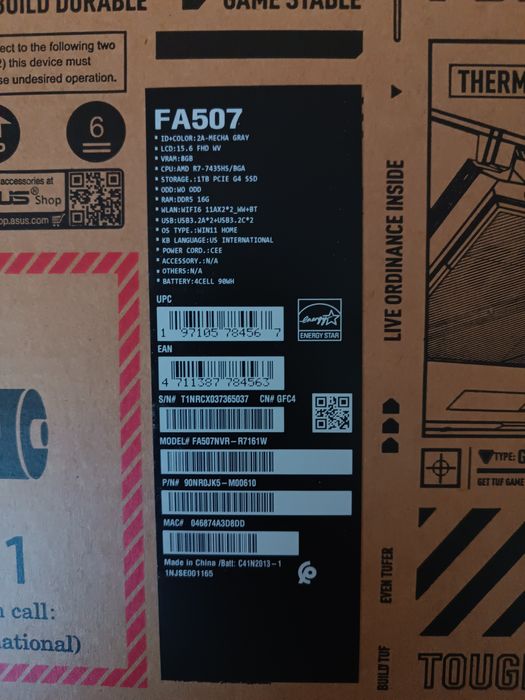 BUILD DURABLE
GAME STABLE
ect to the following two
2) this device must
se undesired operation.
6
accessories at
US Shop
op.asus.com
THERM
FA507
* ID+COLOR:2A-MECHA GRAY
* LCD:15.6 FHD WV
* VRAM:8GB
* CPU:AMD R7-7435HS/BGA
* STORAGE.:1TB PCIE G4 SSD
* ODD:WO ODD
* RAM:DDR5 16G
* WLAN:WIFI6 11AX2*2_WW+BT
* USB:USB3.2A*2+USB3.2C*2
* OS TYPE.:WIN11 HOME
* KB LANGUAGE:US INTERNATIONAL
* POWER CORD.:CEE
* ACCESSORY.:N/A
* OTHERS:N/A
* BATTERY:4CELL 90WH
UPC
1 97105 78456 7
energy
ENERGY STAR
EAN
4 711387 784563
S/N# T1NRCX037365037 CN# GFC4
MODEL# FA507NVR-R7161W
P/N# 90NR0JK5-M00610
MAC# 046874A3D8DD
Made in China /Batt: C41N2013-1
1NJSE001165
LIVE ORDINANCE INSIDE
TYPE: G
GET TUF GAME
BUILD TUF
EVEN TUFER
TOUG
1
n call:
ational)